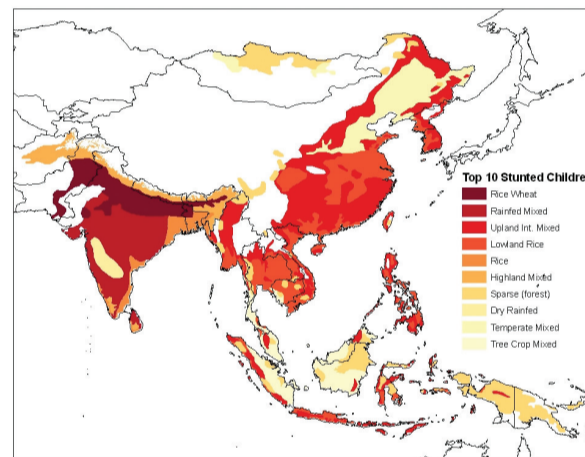 Top 10 Stunted Childre
Rice Wheat
Rainfed Mixed
Upland Int. Mixed
Lowland Rice
Rice
Highland Mixed
Sparse (forest)
Dry Rainfed
Temperate Mixed
Tree Crop Mixed